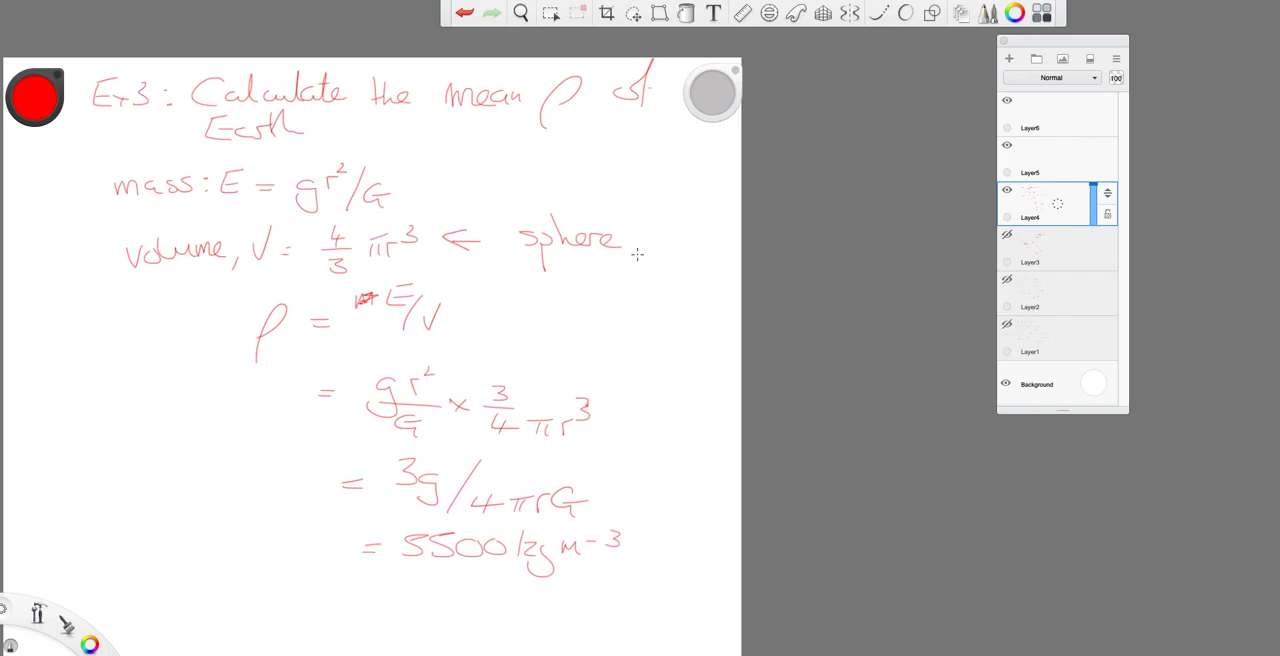 Ex3: Calculate the mean ρ of
Earth
mass: E = gr²/G
volume, V = 4/3 πr³ ← sphere
ρ = E/V
= gr²/G × 3/4πr³
= 3g/4πrG
= 5500 kg m-3
T
Normal
100
Layer6
Layer5
Layer4
Layer3
Layer2
Layer1
Background